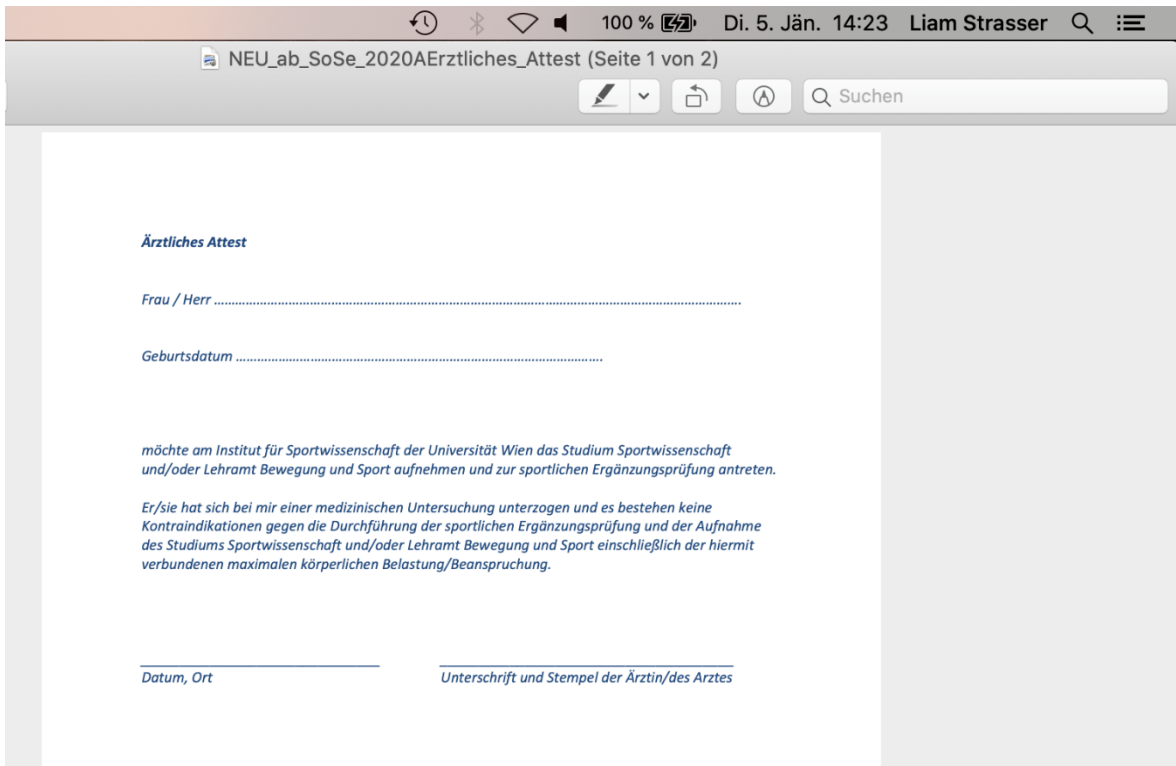 100 % Di. 5. Jän. 14:23 Liam Strasser
NEU_ab_SoSe_2020AErztliches_Attest (Seite 1 von 2)
Suchen
Ärztliches Attest
Frau / Herr ……………………………………………………………………………………………………………………………………
Geburtsdatum …………………………………………………………………………………………
möchte am Institut für Sportwissenschaft der Universität Wien das Studium Sportwissenschaft
und/oder Lehramt Bewegung und Sport aufnehmen und zur sportlichen Ergänzungsprüfung antreten.
Er/sie hat sich bei mir einer medizinischen Untersuchung unterzogen und es bestehen keine
Kontraindikationen gegen die Durchführung der sportlichen Ergänzungsprüfung und der Aufnahme
des Studiums Sportwissenschaft und/oder Lehramt Bewegung und Sport einschließlich der hiermit
verbundenen maximalen körperlichen Belastung/Beanspruchung.
Datum, Ort Unterschrift und Stempel der Ärztin/des Arztes